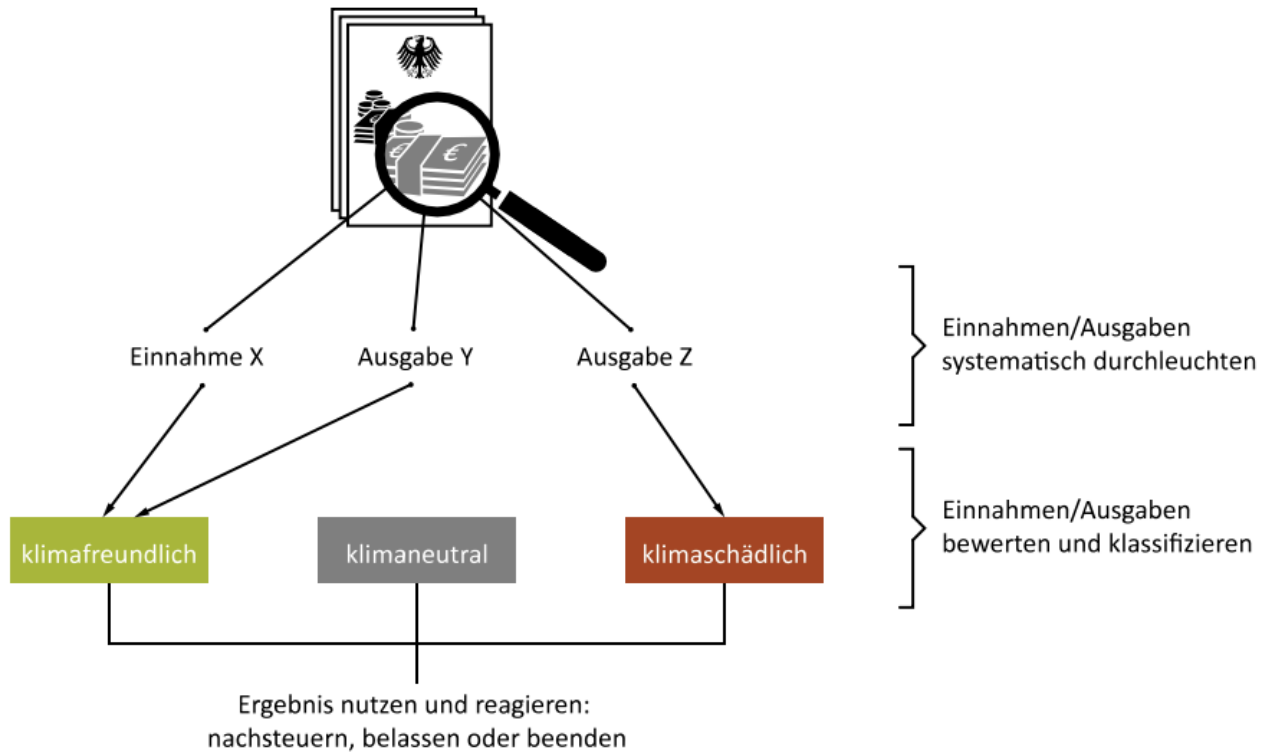 € €
Einnahme X
Ausgabe Y
Ausgabe Z
Einnahmen/Ausgaben
systematisch durchleuchten
klimafreundlich
klimaneutral
klimaschädlich
Einnahmen/Ausgaben
bewerten und klassifizieren
Ergebnis nutzen und reagieren:
nachsteuern, belassen oder beenden